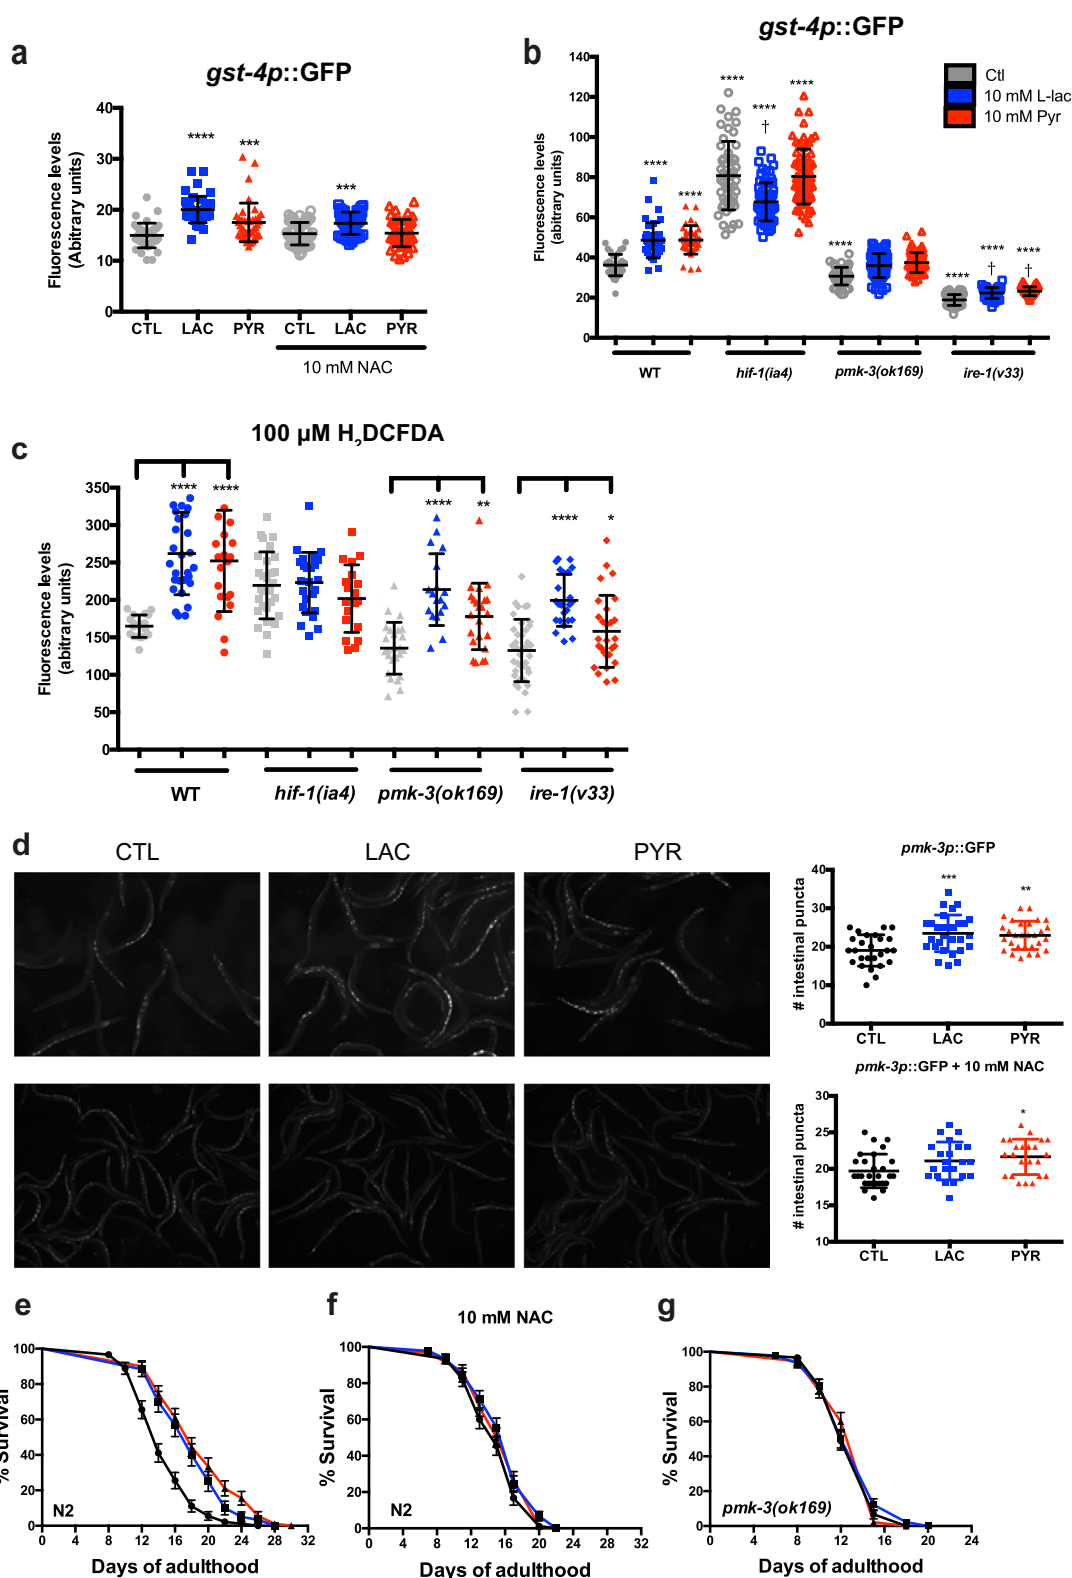 a
gst-4p::GFP
Fluorescence levels
(Abitrary units)
40
30
20
10
0
****
***
***
CTL LAC PYR CTL LAC PYR
10 mM NAC
b
gst-4p::GFP
Fluorescence levels
(abitrary units)
140
120
100
80
60
40
20
0
Ctl
10 mM L-lac
10 mM Pyr
**** ****
**** **** †
****
****
**** **** † **** †
WT hif-1(ia4) pmk-3(ok169) ire-1(v33)
c
100 µM H2DCFDA
Fluorescence levels
(abitrary units)
350
300
250
200
150
100
50
0
**** **** **** ** **** *
WT hif-1(ia4) pmk-3(ok169) ire-1(v33)
d
CTL LAC PYR
pmk-3p::GFP
# intestinal puncta
40
30
20
10
0
*** **
CTL LAC PYR
pmk-3p::GFP + 10 mM NAC
# intestinal puncta
30
25
20
15
10
*
CTL LAC PYR
e
% Survival
100
80
60
40
20
0
N2
0 4 8 12 16 20 24 28 32
Days of adulthood
f
10 mM NAC
% Survival
100
80
60
40
20
0
N2
0 4 8 12 16 20 24 28
Days of adulthood
g
% Survival
100
80
60
40
20
0
pmk-3(ok169)
0 4 8 12 16 20 24
Days of adulthood